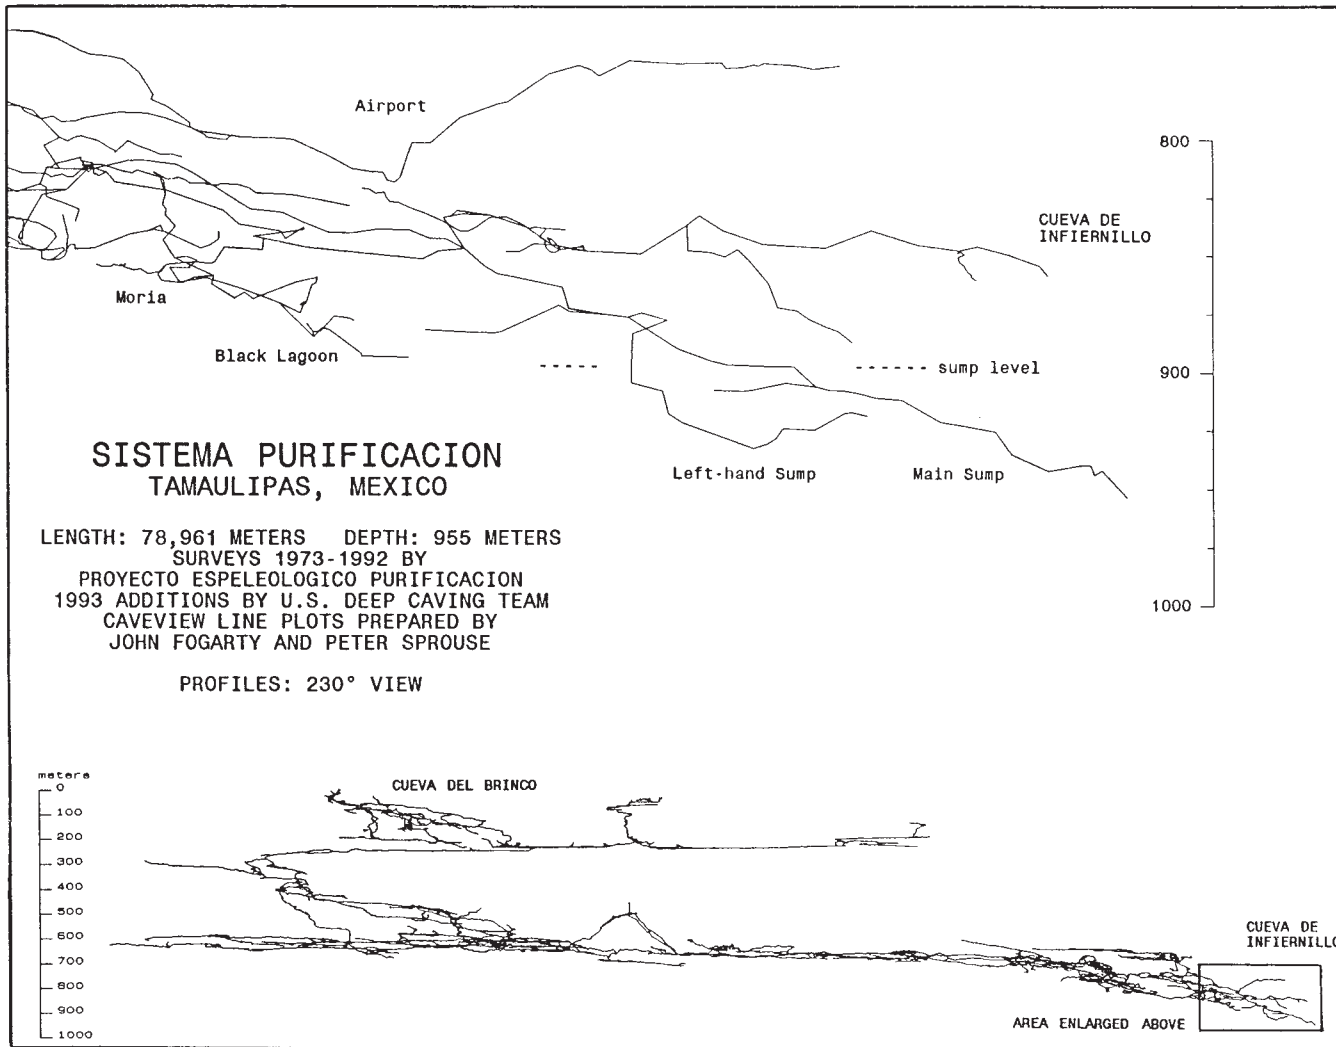 Airport
800
CUEVA DE
INFIERNILLO
Moria
Black Lagoon
sump level
900
SISTEMA PURIFICACION
TAMAULIPAS, MEXICO
Left-hand Sump
Main Sump
LENGTH: 78,961 METERS DEPTH: 955 METERS
SURVEYS 1973-1992 BY
PROYECTO ESPELEOLOGICO PURIFICACION
1993 ADDITIONS BY U.S. DEEP CAVING TEAM
CAVEVIEW LINE PLOTS PREPARED BY
JOHN FOGARTY AND PETER SPROUSE
1000
PROFILES: 230° VIEW
meters
0
CUEVA DEL BRINCO
100
200
300
400
500
600
700
800
900
1000
CUEVA DE
INFIERNILLO
AREA ENLARGED ABOVE